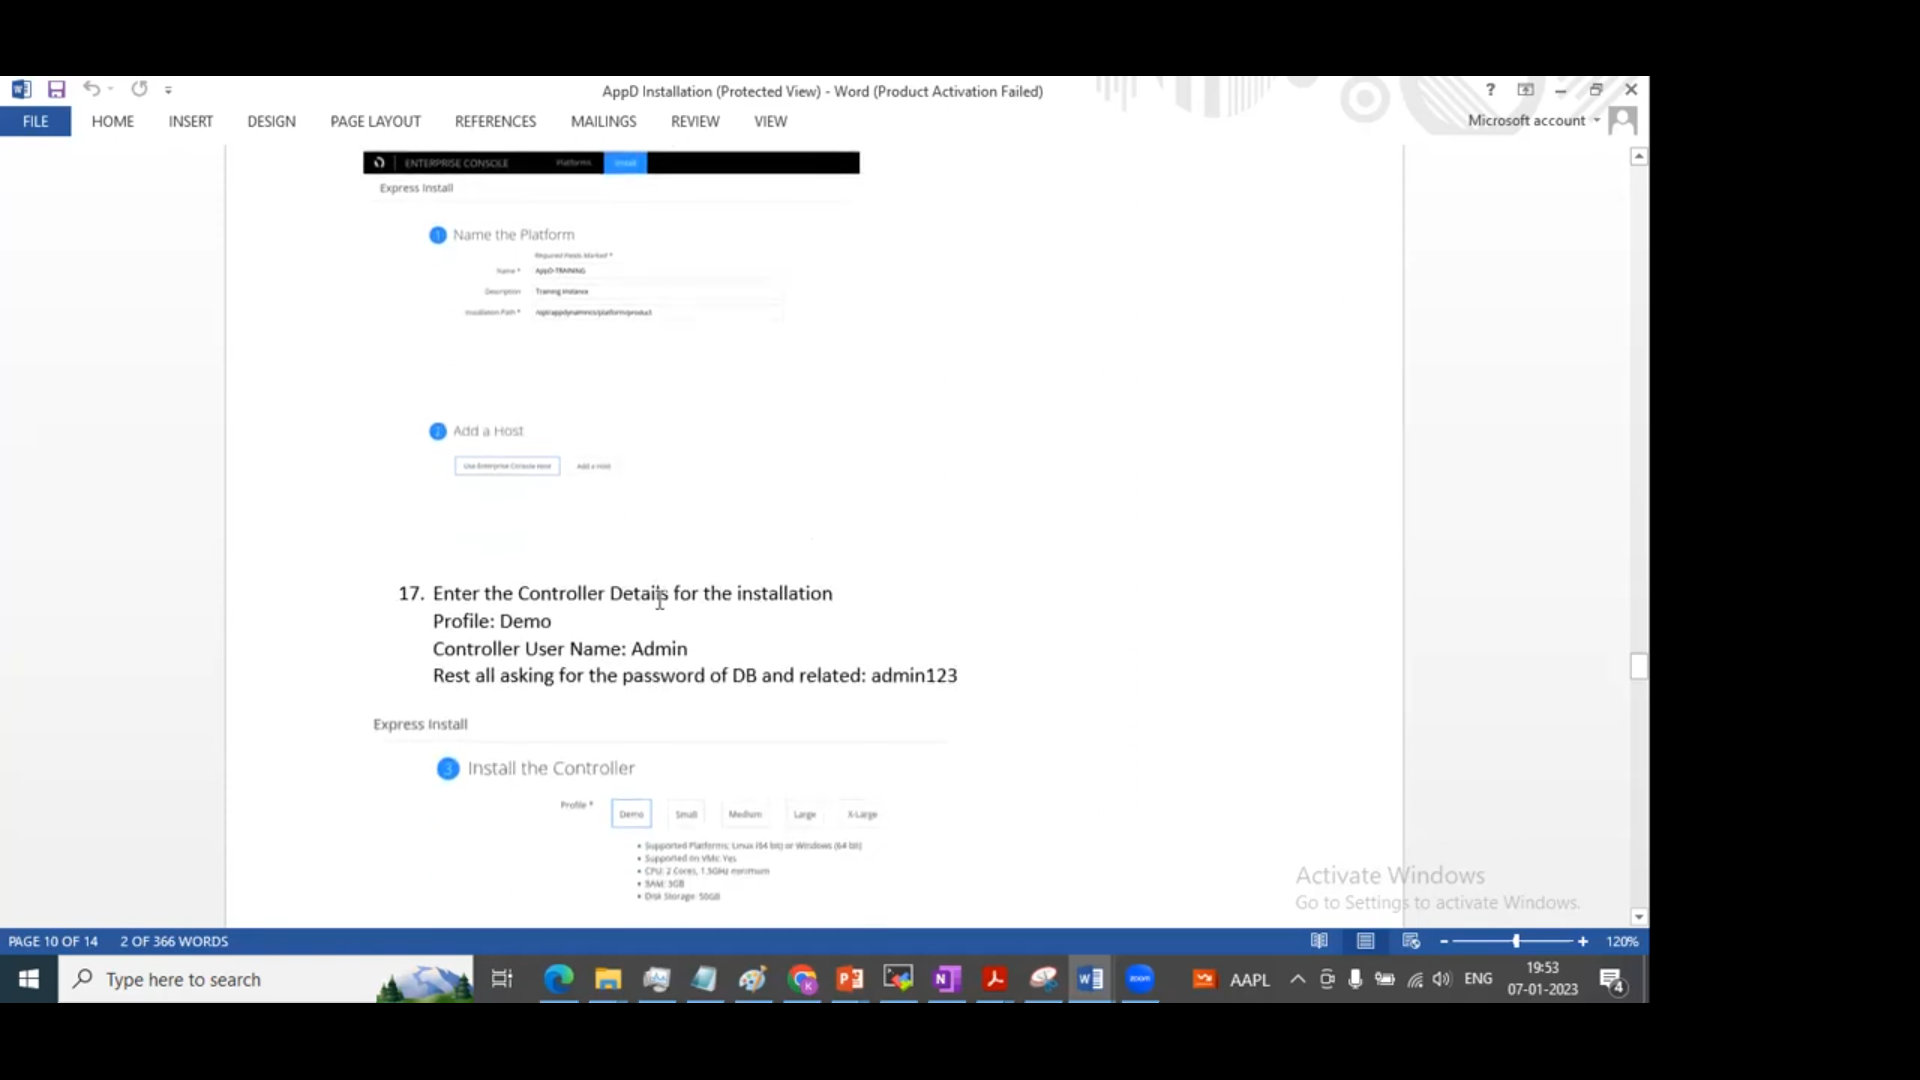 AppD Installation (Protected View) - Word (Product Activation Failed)
?
FILE HOME INSERT DESIGN PAGE LAYOUT REFERENCES MAILINGS REVIEW VIEW
Microsoft account
ENTERPRISE CONSOLE Platforms Install
Express Install
1 Name the Platform
Required Fields Marked *
Name * AppD-TRAINING
Description Training Instance
Installation Path * /opt/appdynamics/platform/product
2 Add a Host
Use Enterprise Console Host Add a Host
17. Enter the Controller Details for the installation
Profile: Demo
Controller User Name: Admin
Rest all asking for the password of DB and related: admin123
Express Install
3 Install the Controller
Profile * Demo Small Medium Large X-Large
• Supported Platforms: Linux (64 bit) or Windows (64 bit)
• Supported on VMs: Yes
• CPU: 2 Cores, 1.5GHz minimum
• RAM: 3GB
• Disk Storage: 50GB
Activate Windows
Go to Settings to activate Windows.
PAGE 10 OF 14 2 OF 366 WORDS
120%
Type here to search
zoom
AAPL
ENG
19:53
07-01-2023
4